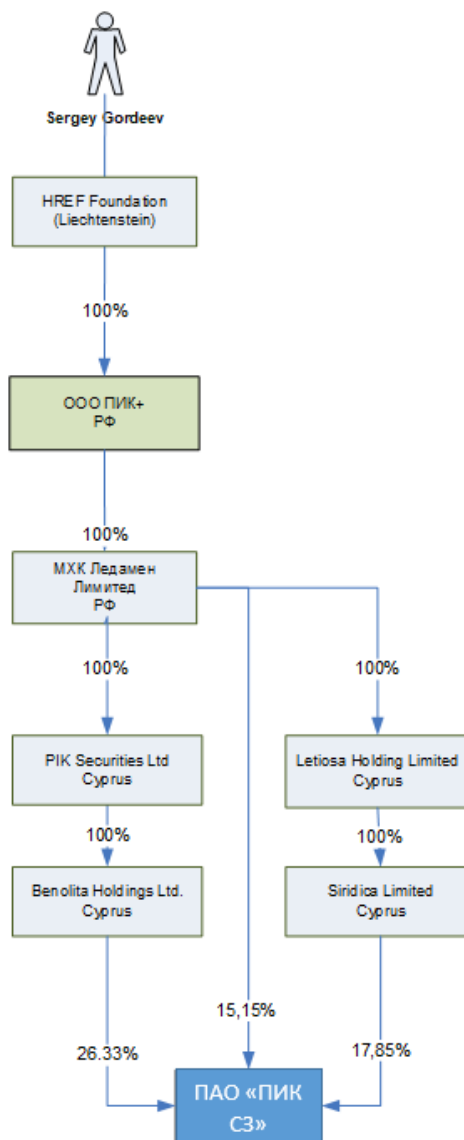 Sergey Gordeev
HREF Foundation
(Liechtenstein)
100%
ООО ПИК+
РФ
100%
МХК Ледамен
Лимитед
РФ
100%
100%
PIK Securities Ltd
Cyprus
Letiosa Holding Limited
Cyprus
100%
100%
Benolita Holdings Ltd.
Cyprus
Siridica Limited
Cyprus
15,15%
26.33%
17,85%
ПАО «ПИК
СЗ»